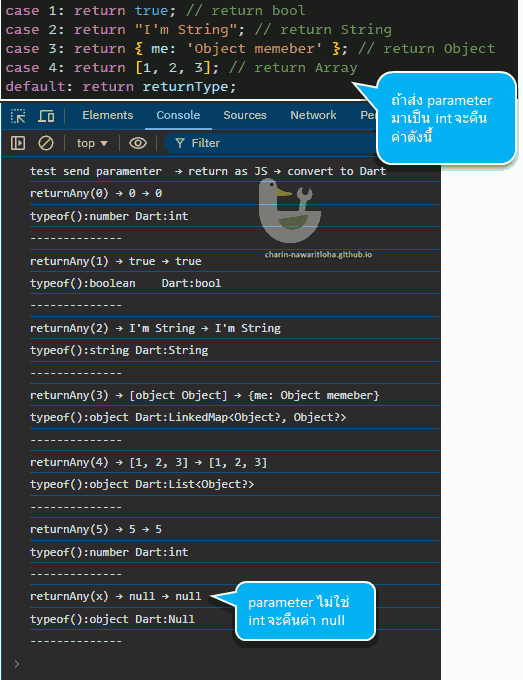 case 1: return true; // return bool
case 2: return "I'm String"; // return String
case 3: return { me: 'Object memeber' }; // return Object
case 4: return [1, 2, 3]; // return Array
default: return returnType;
ถ้าส่ง parameter
มาเป็น int จะคืน
ค่าดังนี้
Elements Console Sources Network
top Filter
test send paramenter → return as JS → convert to Dart
returnAny(0) → 0 → 0
typeof():number Dart:int
--------------
returnAny(1) → true → true
typeof():boolean    Dart:bool
--------------
returnAny(2) → I'm String → I'm String
typeof():string Dart:String
--------------
returnAny(3) → [object Object] → {me: Object memeber}
typeof():object Dart:LinkedMap<Object?, Object?>
--------------
returnAny(4) → [1, 2, 3] → [1, 2, 3]
typeof():object Dart:List<Object?>
--------------
returnAny(5) → 5 → 5
typeof():number Dart:int
--------------
returnAny(x) → null → null
typeof():object Dart:Null
--------------
parameter ไม่ใช่
int จะคืนค่า null
charin-nawaritloha.github.io